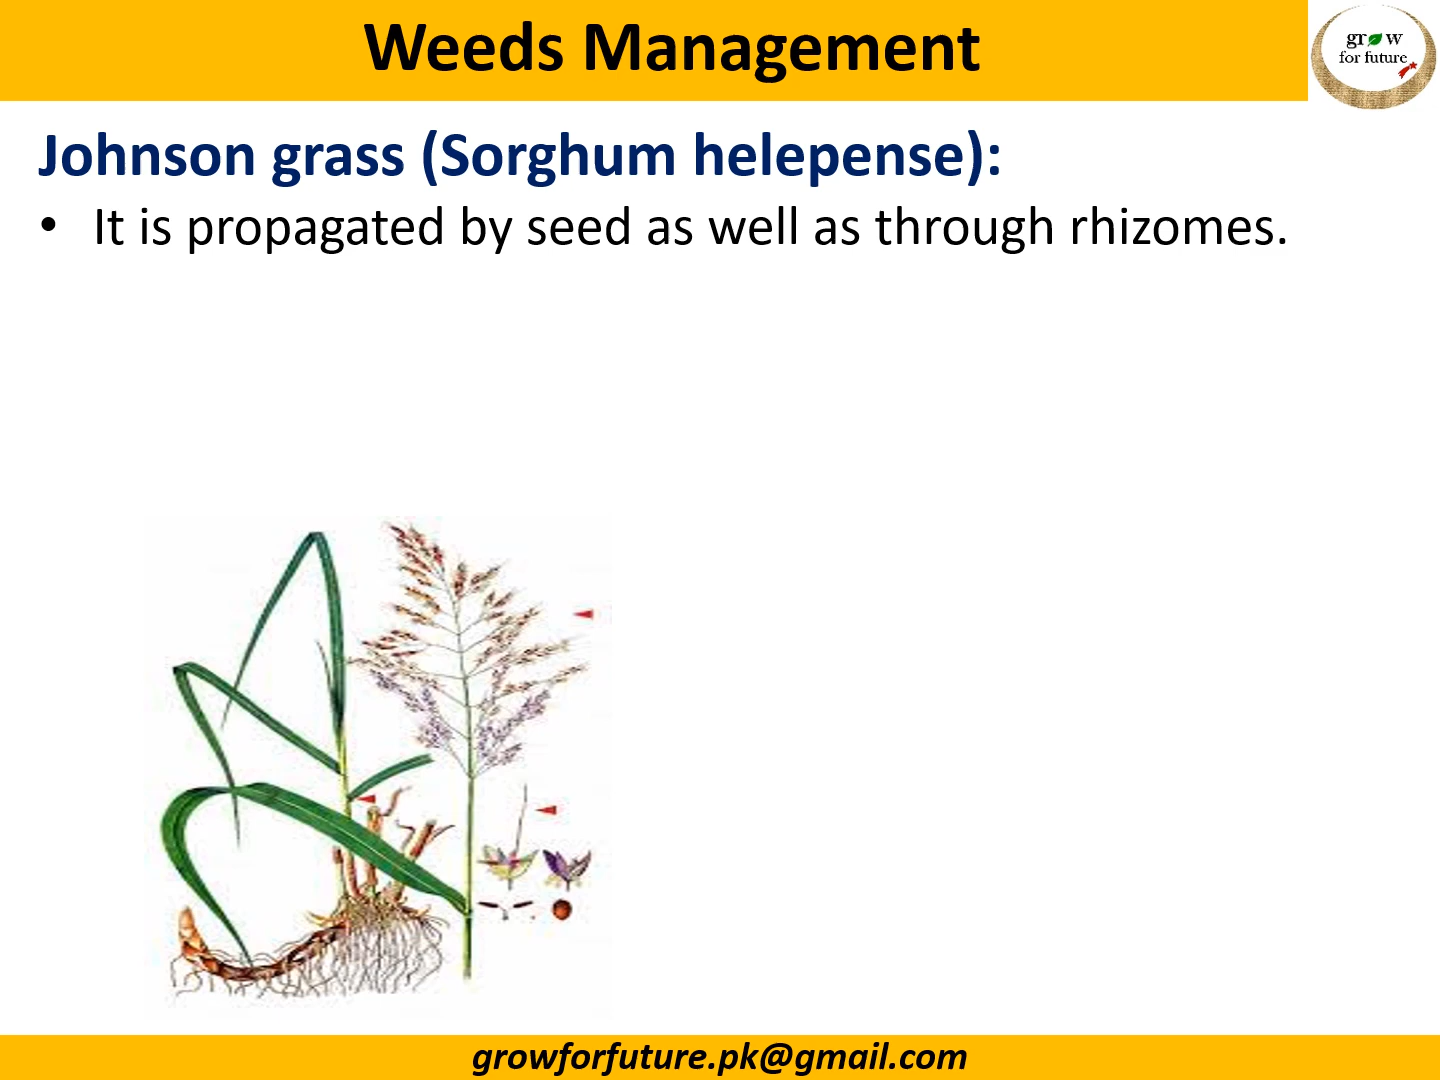 Weeds Management
gr w
for future
Johnson grass (Sorghum helepense):
• It is propagated by seed as well as through rhizomes.
growforfuture.pk@gmail.com